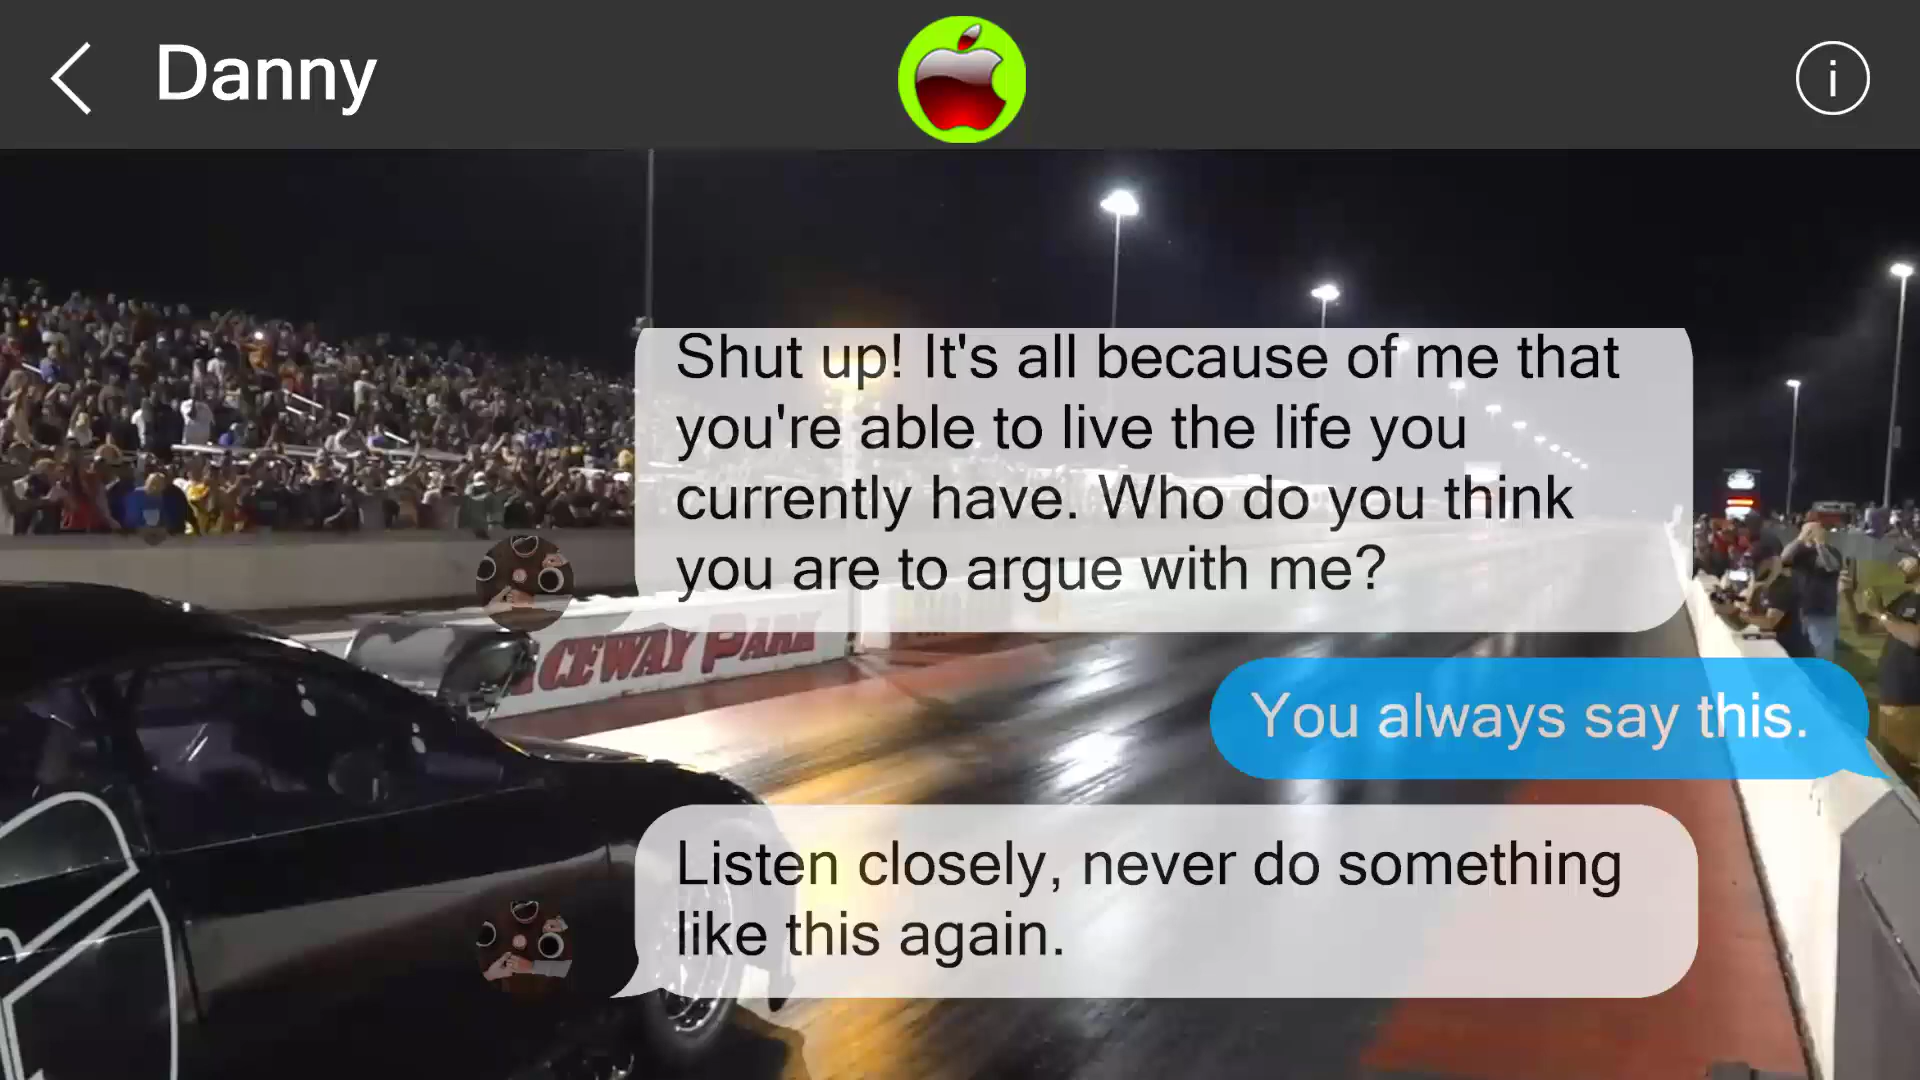 Danny
Shut up! It's all because of me that
you're able to live the life you
currently have. Who do you think
you are to argue with me?
CEWAY PARK
You always say this.
Listen closely, never do something
like this again.